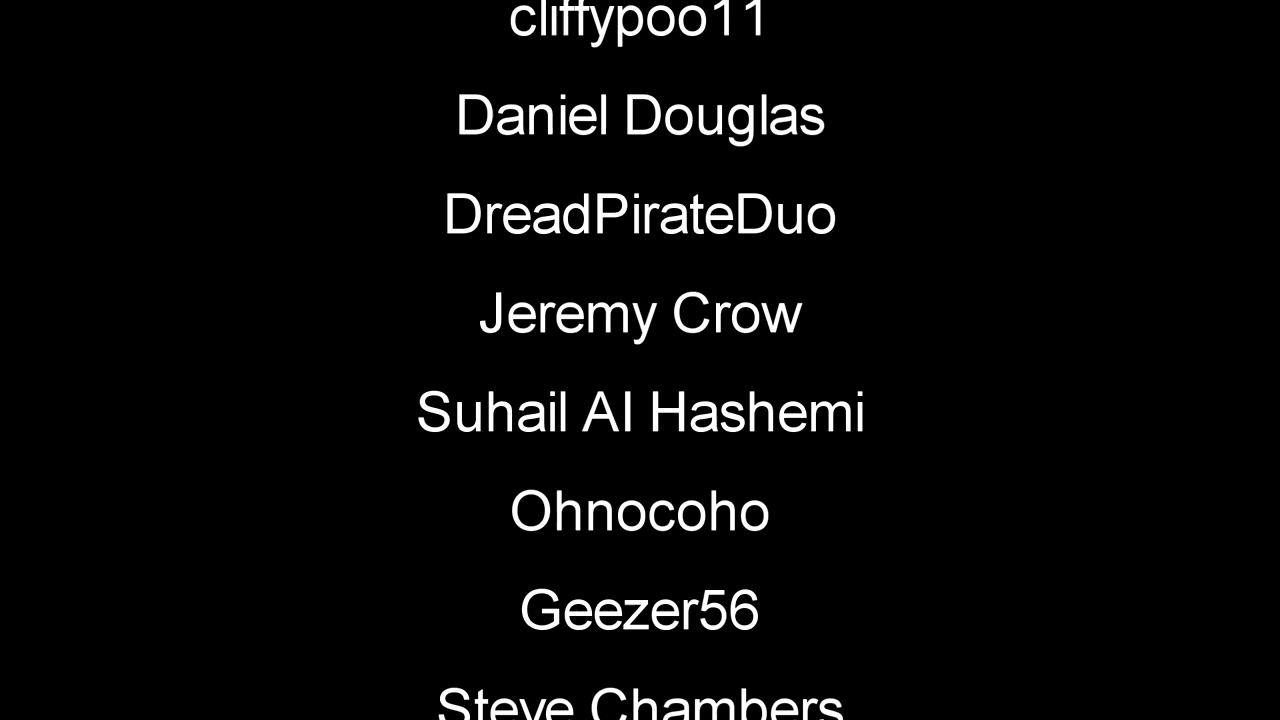 cliffypoo11
Daniel Douglas
DreadPirateDuo
Jeremy Crow
Suhail Al Hashemi
Ohnocoho
Geezer56
Steve Chambers